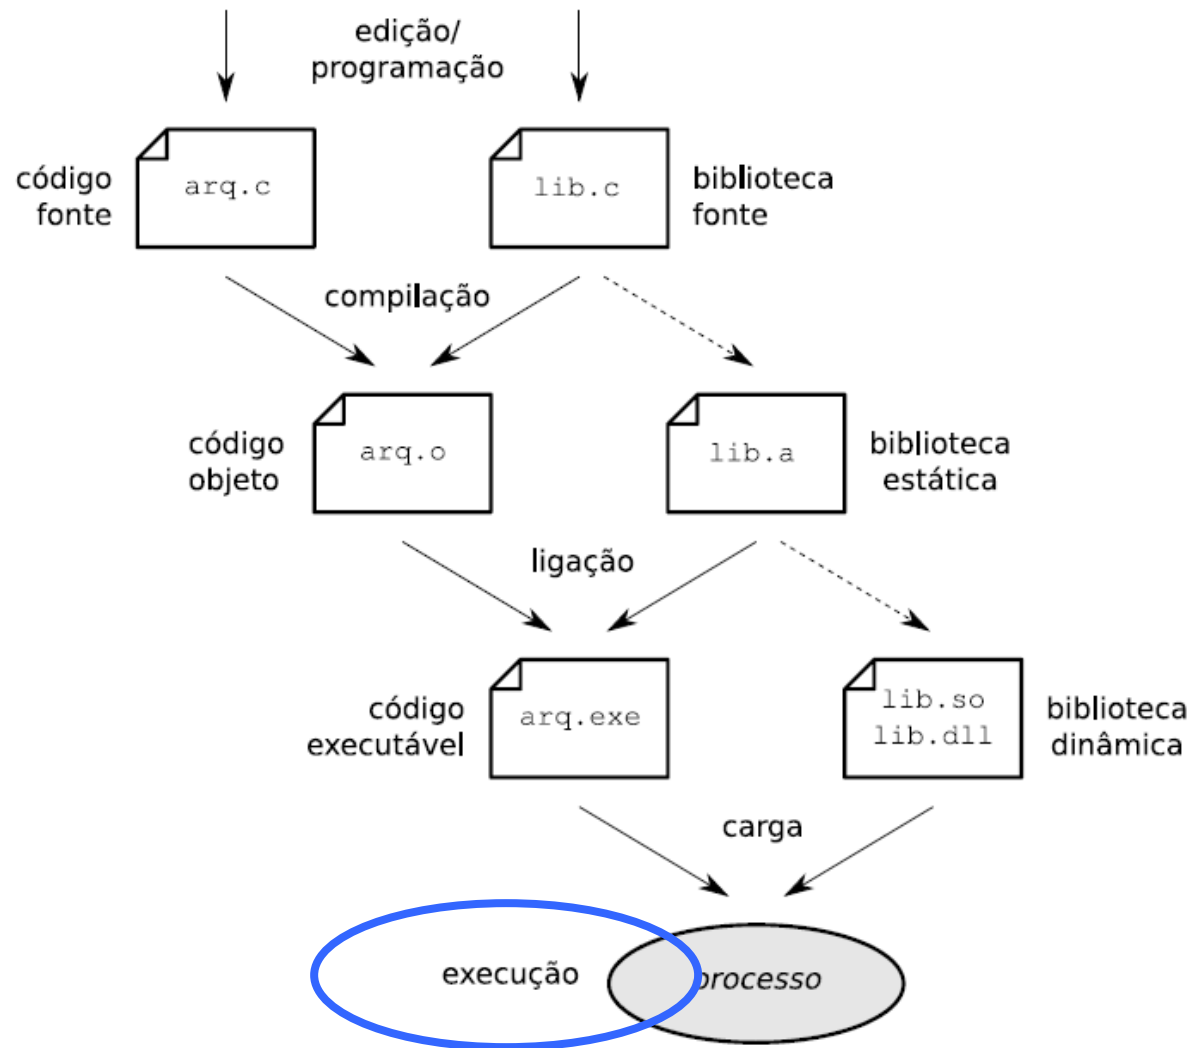 edição/
programação
código
fonte
arq.c
lib.c
biblioteca
fonte
compilação
código
objeto
arq.o
lib.a
biblioteca
estática
ligação
código
executável
arq.exe
lib.so
lib.dll
biblioteca
dinâmica
carga
execução
processo